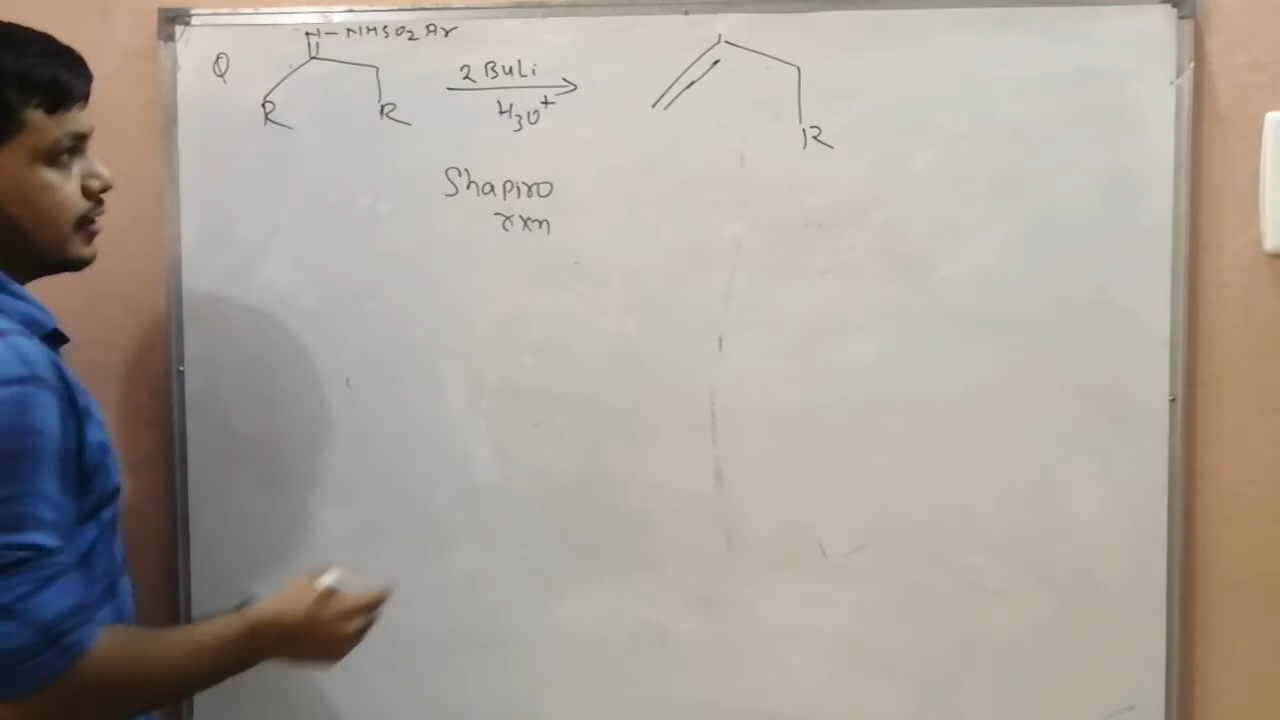 N-NHSO2Ar
Q
R
R
2 BuLi
H3O+
R
Shapiro
rxn